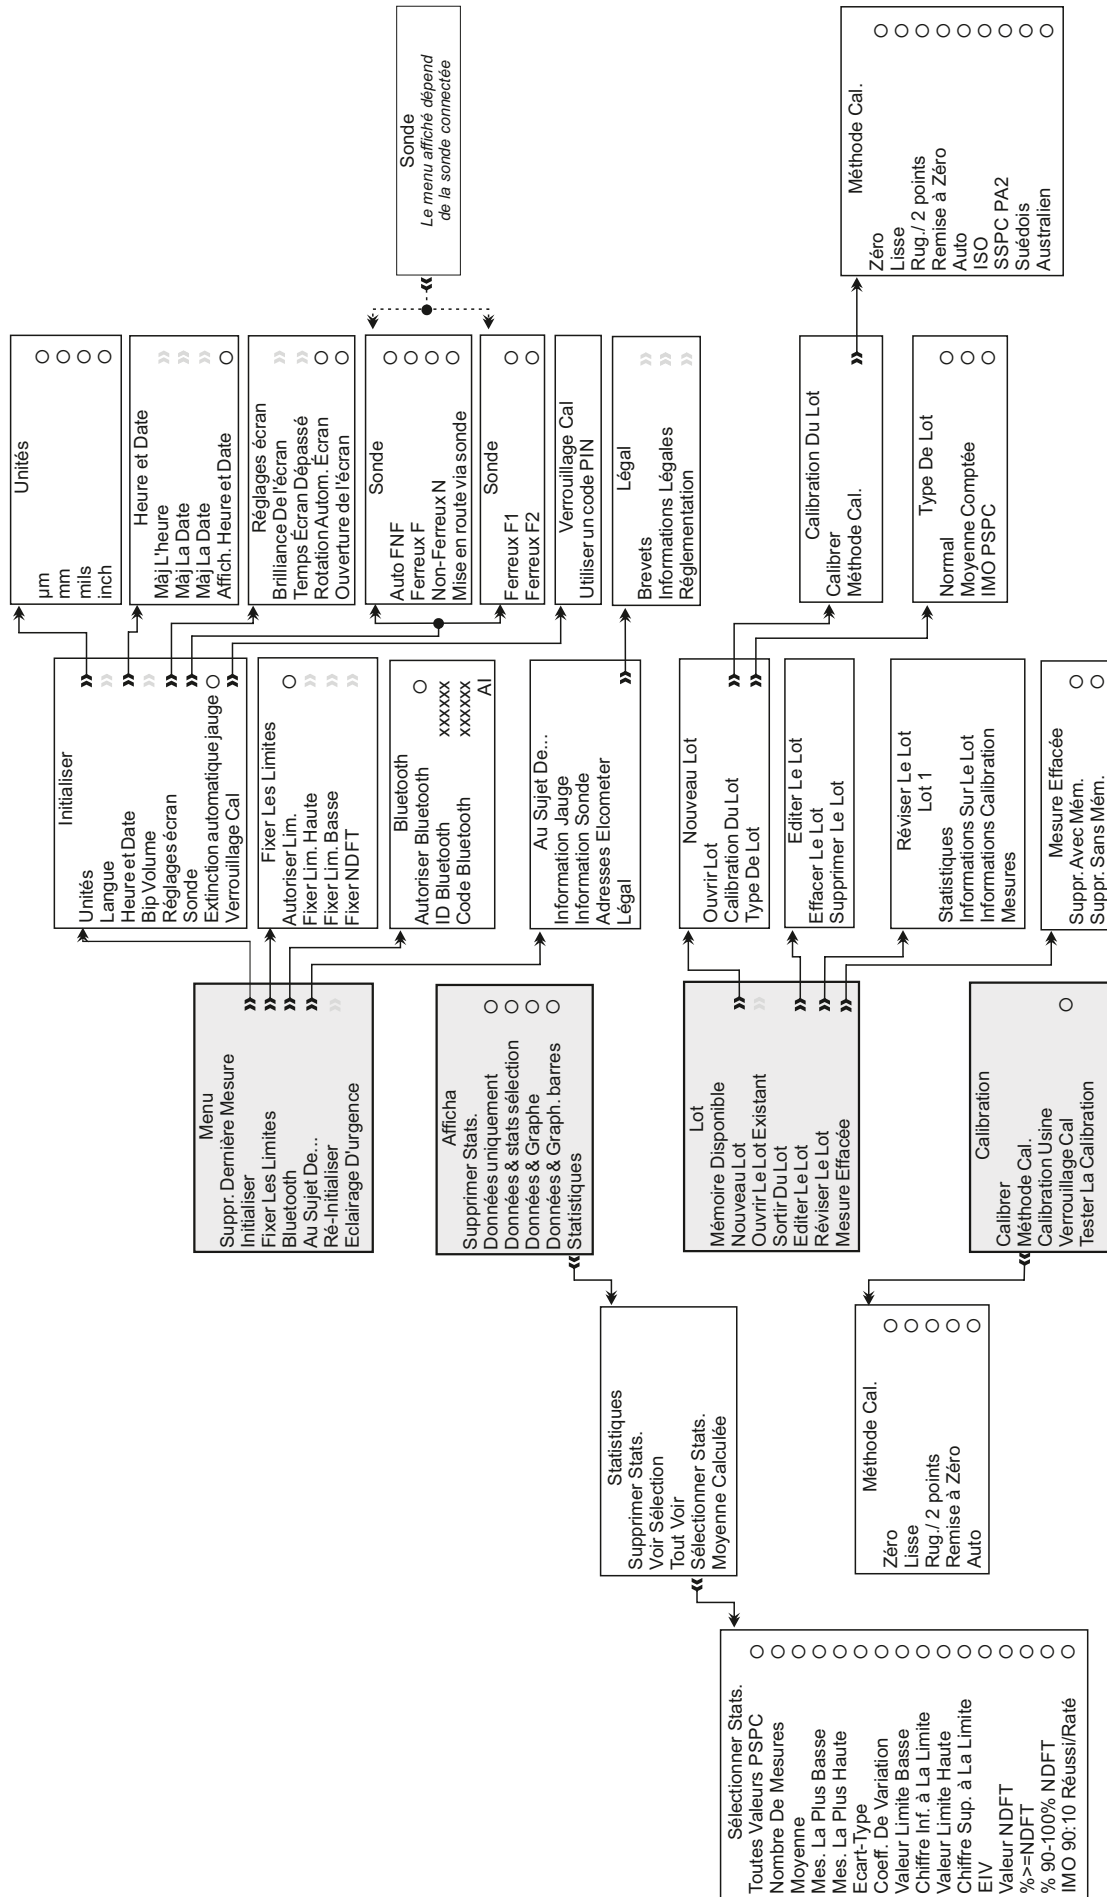 Menu
Suppr. Dernière Mesure
Initialiser
Fixer Les Limites
Bluetooth
Au Sujet De...
Ré-Initialiser
Eclairage D'urgence
Initialiser
Unités
Langue
Heure et Date
Bip Volume
Réglages écran
Sonde
Extinction automatique jauge
Verrouillage Cal
Unités
µm
mm
mils
inch
Heure et Date
Màj L'heure
Màj La Date
Màj La Date
Affich. Heure et Date
Réglages écran
Brilliance De l'écran
Temps Écran Dépassé
Rotation Autom. Écran
Ouverture de l'écran
Sonde
Auto FNF
Ferreux F
Non-Ferreux N
Mise en route via sonde
Sonde
Ferreux F1
Ferreux F2
Sonde
Le menu affiché dépend
de la sonde connectée
Verrouillage Cal
Utiliser un code PIN
Fixer Les Limites
Autoriser Lim.
Fixer Lim. Haute
Fixer Lim. Basse
Fixer NDFT
Bluetooth
Autoriser Bluetooth
ID Bluetooth xxxxxx
Code Bluetooth xxxxxx
AI
Au Sujet De...
Information Jauge
Information Sonde
Adresses Elcometer
Légal
Légal
Brevets
Informations Légales
Réglementation
Afficha
Supprimer Stats.
Données uniquement
Données & stats sélection
Données & Graphe
Données & Graph. barres
Statistiques
Statistiques
Supprimer Stats.
Voir Sélection
Tout Voir
Sélectionner Stats.
Moyenne Calculée
Sélectionner Stats.
Toutes Valeurs PSPC
Nombre De Mesures
Moyenne
Mes. La Plus Basse
Mes. La Plus Haute
Ecart-Type
Coeff. De Variation
Valeur Limite Basse
Chiffre Inf. à La Limite
Valeur Limite Haute
Chiffre Sup. à La Limite
EIV
Valeur NDFT
%>=NDFT
% 90-100% NDFT
IMO 90:10 Réussi/Raté
Lot
Mémoire Disponible
Nouveau Lot
Ouvrir Le Lot Existant
Sortir Du Lot
Editer Le Lot
Réviser Le Lot
Mesure Effacée
Nouveau Lot
Ouvrir Lot
Calibration Du Lot
Type De Lot
Calibration Du Lot
Calibrer
Méthode Cal.
Méthode Cal.
Zéro
Lisse
Rug./ 2 points
Remise à Zéro
Auto
ISO
SSPC PA2
Suédois
Australien
Type De Lot
Normal
Moyenne Comptée
IMO PSPC
Editer Le Lot
Effacer Le Lot
Supprimer Le Lot
Réviser Le Lot
Lot 1
Statistiques
Informations Sur Le Lot
Informations Calibration
Mesures
Mesure Effacée
Suppr. Avec Mém.
Suppr. Sans Mém.
Calibration
Calibrer
Méthode Cal.
Calibration Usine
Verrouillage Cal
Tester La Calibration
Méthode Cal.
Zéro
Lisse
Rug./ 2 points
Remise à Zéro
Auto